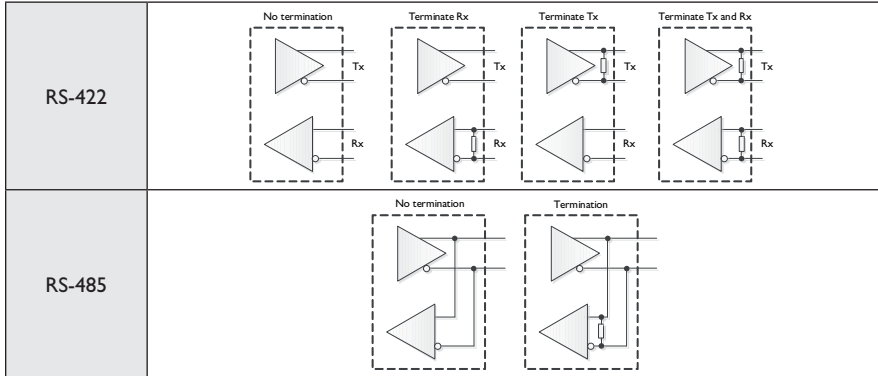 RS-422
No termination
Terminate Rx
Terminate Tx
Terminate Tx and Rx
Tx
Tx
Tx
Tx
Rx
Rx
Rx
Rx
RS-485
No termination
Termination